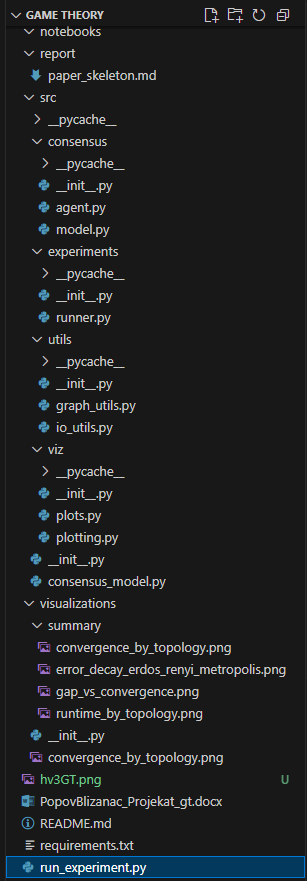 GAME THEORY
notebooks
report
paper_skeleton.md
src
__pycache__
consensus
__pycache__
__init__.py
agent.py
model.py
experiments
__pycache__
__init__.py
runner.py
utils
__pycache__
__init__.py
graph_utils.py
io_utils.py
viz
__pycache__
__init__.py
plots.py
plotting.py
__init__.py
consensus_model.py
visualizations
summary
convergence_by_topology.png
error_decay_erdos_renyi_metropolis.png
gap_vs_convergence.png
runtime_by_topology.png
__init__.py
convergence_by_topology.png
hv3GT.png U
PopovBlizanac_Projekat_gt.docx
README.md
requirements.txt
run_experiment.py